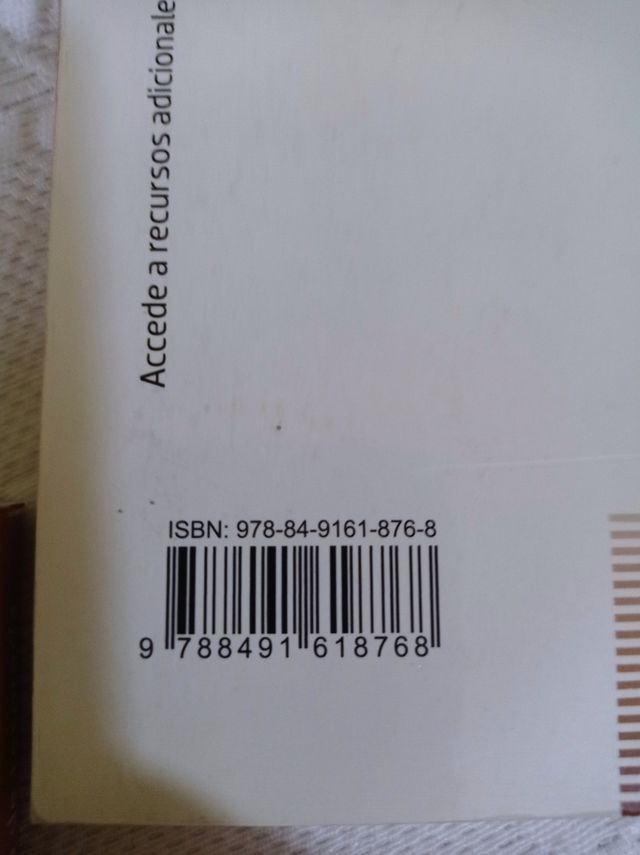 Accede a recursos adicionale
ISBN: 978-84-9161-876-8
9 788491 618768